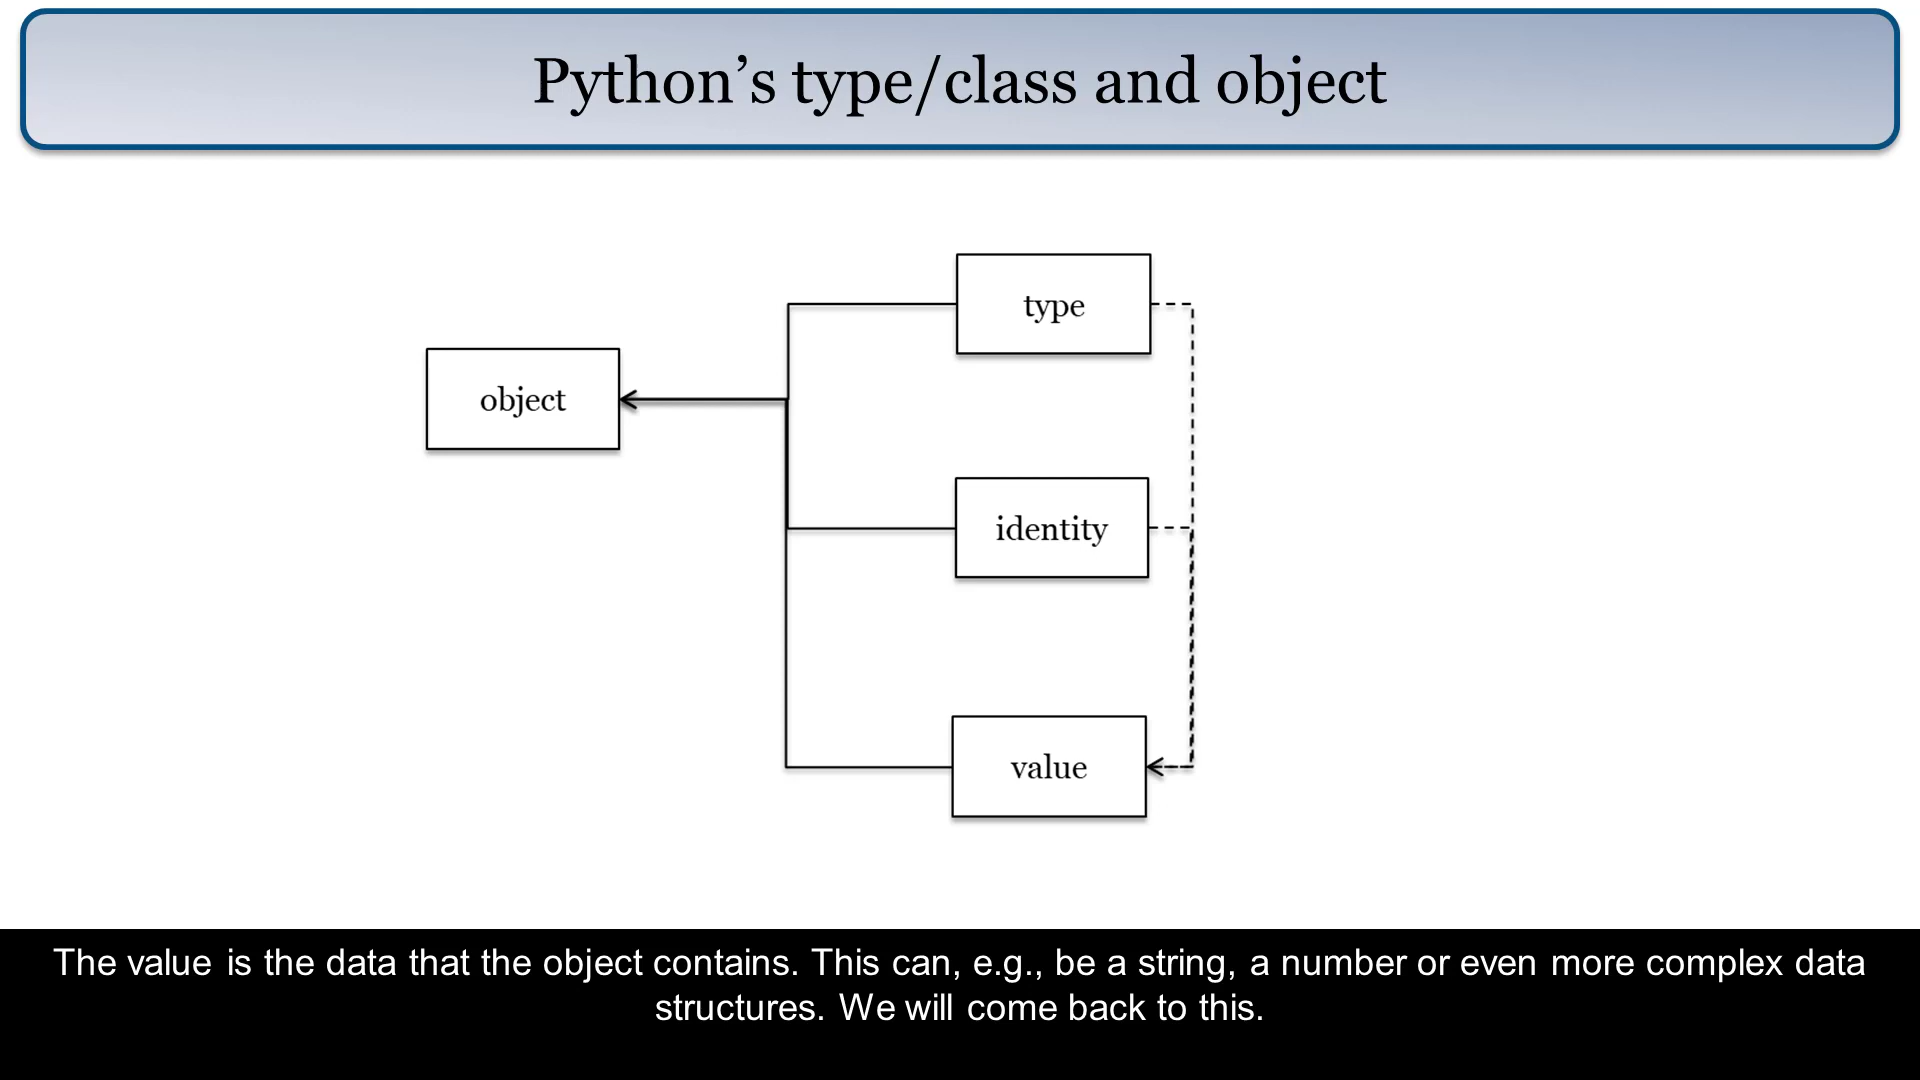 Python’s type/class and object
type
object
identity
value
The value is the data that the object contains. This can, e.g., be a string, a number or even more complex data
structures. We will come back to this.